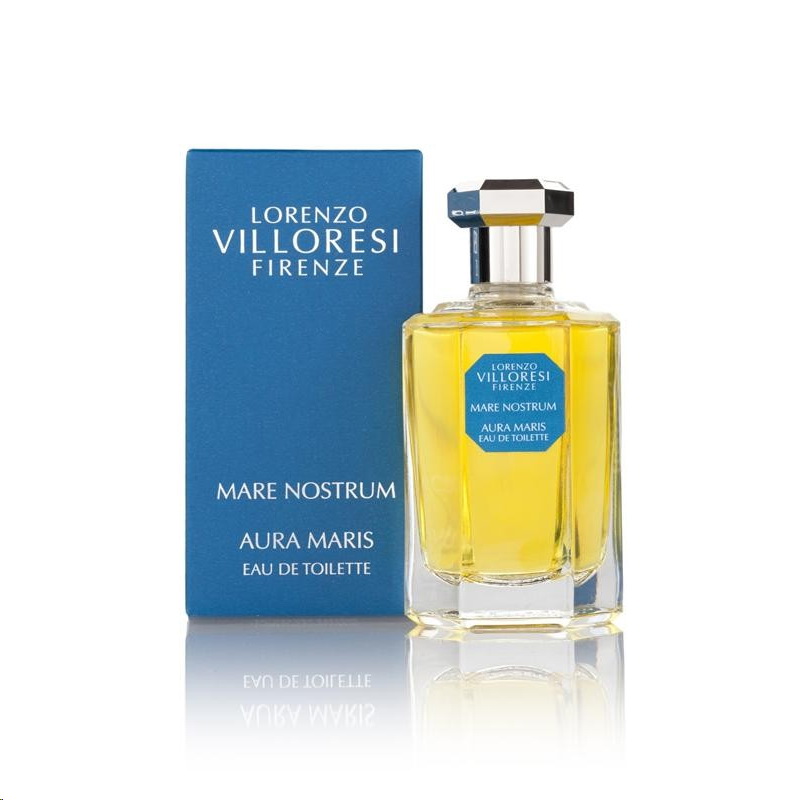 LORENZO
VILLORESI
FIRENZE
MARE NOSTRUM
AURA MARIS
EAU DE TOILETTE
LORENZO
VILLORESI
FIRENZE
MARE NOSTRUM
AURA MARIS
EAU DE TOILETTE